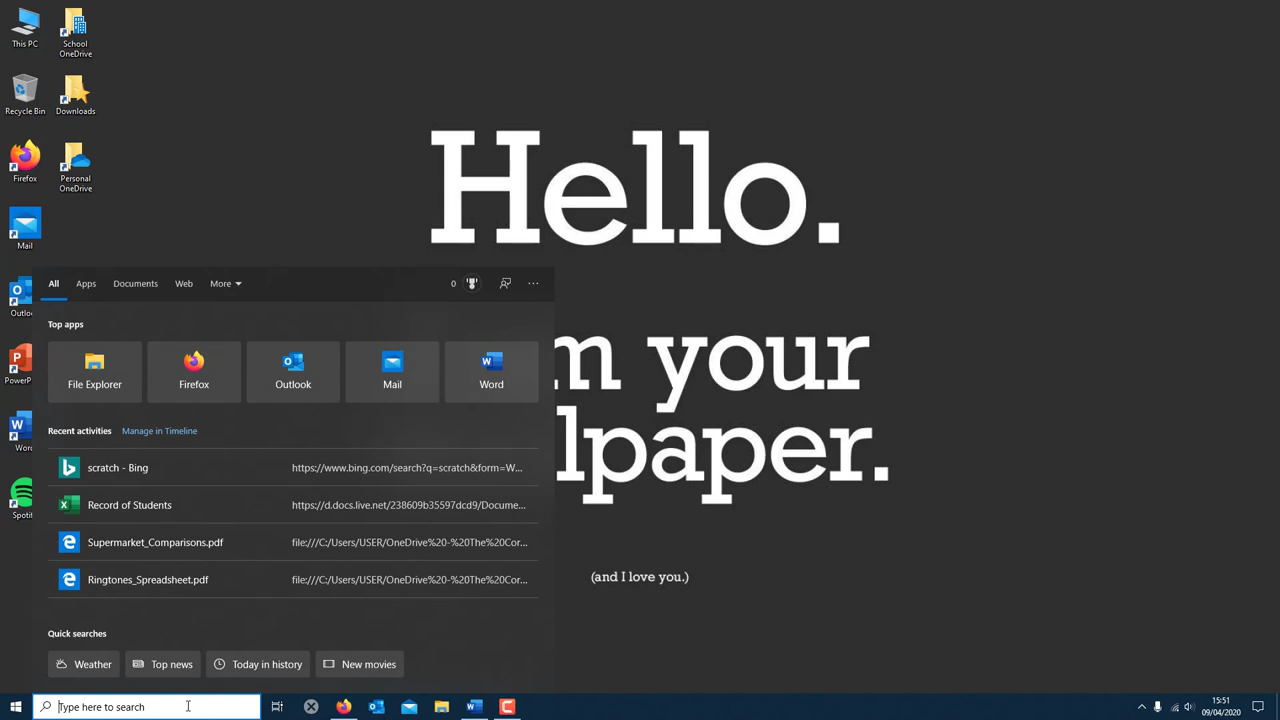 This PC
School
OneDrive
Recycle Bin
Downloads
Firefox
Personal
OneDrive
Mail
Outlo
PowerP
Word
Spotif
Hello.
m your
lpaper.
(and I love you.)
All Apps Documents Web More 0 ...
Top apps
File Explorer Firefox Outlook Mail Word
Recent activities Manage in Timeline
scratch - Bing https://www.bing.com/search?q=scratch&form=W...
Record of Students https://d.docs.live.net/238609b35597dcd9/Docume...
Supermarket_Comparisons.pdf file:///C:/Users/USER/OneDrive%20-%20The%20Cor...
Ringtones_Spreadsheet.pdf file:///C:/Users/USER/OneDrive%20-%20The%20Cor...
Quick searches
Weather Top news Today in history New movies
Type here to search
15:51
09/04/2020